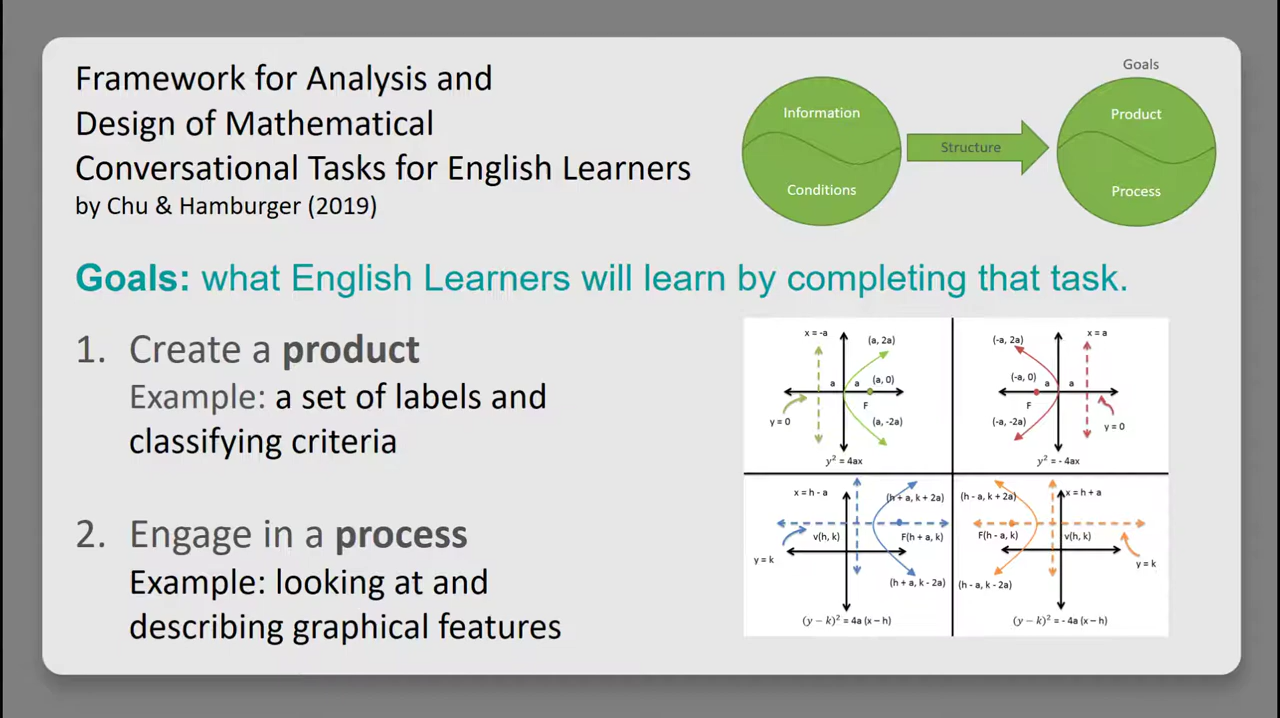 Framework for Analysis and
Design of Mathematical
Conversational Tasks for English Learners
by Chu & Hamburger (2019)
Information
Conditions
Structure
Goals
Product
Process
Goals: what English Learners will learn by completing that task.
1. Create a product
Example: a set of labels and
classifying criteria
2. Engage in a process
Example: looking at and
describing graphical features
x = -a
(a, 2a)
a
a
(a, 0)
F
y = 0
(a, -2a)
y² = 4ax
(-a, 2a)
x = a
(-a, 0)
a
a
F
(-a, -2a)
y = 0
y² = - 4ax
x = h - a
(h + a, k + 2a)
v(h, k)
F(h + a, k)
y = k
(h + a, k - 2a)
(y − k)² = 4a (x – h)
(h - a, k + 2a)
x = h + a
F(h - a, k)
v(h, k)
y = k
(h - a, k - 2a)
(y − k)² = - 4a (x–h)